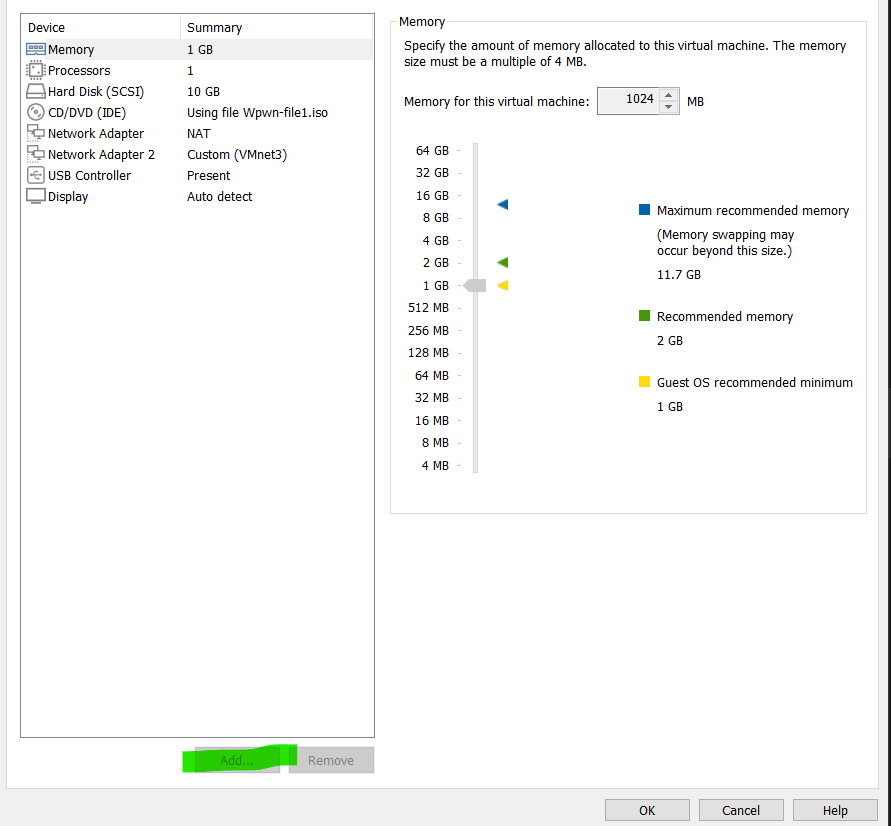 Device Summary
Memory 1 GB
Processors 1
Hard Disk (SCSI) 10 GB
CD/DVD (IDE) Using file Wpwn-file1.iso
Network Adapter NAT
Network Adapter 2 Custom (VMnet3)
USB Controller Present
Display Auto detect
Add...
Remove
Memory
Specify the amount of memory allocated to this virtual machine. The memory
size must be a multiple of 4 MB.
Memory for this virtual machine: 1024 MB
64 GB
32 GB
16 GB
8 GB
4 GB
2 GB
1 GB
512 MB
256 MB
128 MB
64 MB
32 MB
16 MB
8 MB
4 MB
Maximum recommended memory
(Memory swapping may
occur beyond this size.)
11.7 GB
Recommended memory
2 GB
Guest OS recommended minimum
1 GB
OK
Cancel
Help